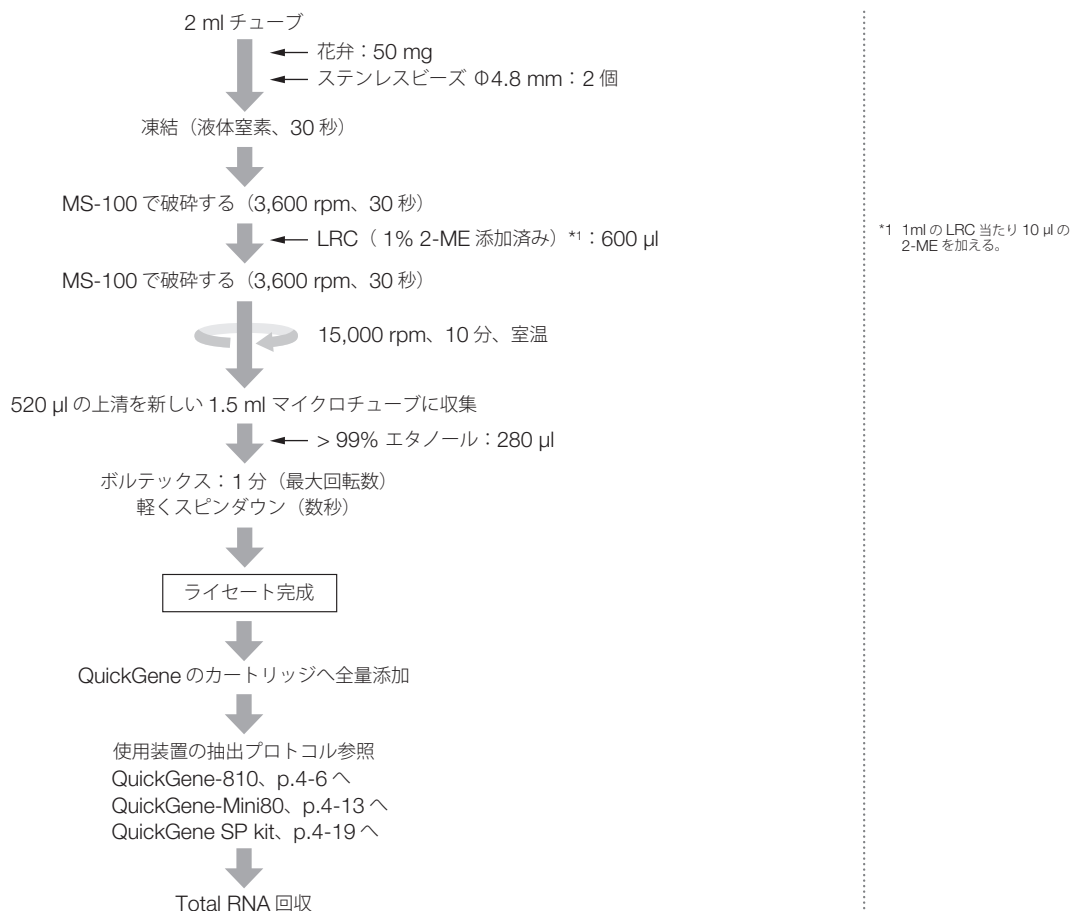 2 ml チューブ
花弁：50 mg
ステンレスビーズ Φ4.8 mm：2 個
凍結（液体窒素、30 秒）
MS-100 で破砕する（3,600 rpm、30 秒）
LRC（ 1% 2-ME 添加済み）*1：600 µl
MS-100 で破砕する（3,600 rpm、30 秒）
15,000 rpm、10 分、室温
520 µl の上清を新しい 1.5 ml マイクロチューブに収集
> 99% エタノール：280 µl
ボルテックス：1 分（最大回転数）
軽くスピンダウン（数秒）
ライセート完成
QuickGene のカートリッジへ全量添加
使用装置の抽出プロトコル参照
QuickGene-810、p.4-6 へ
QuickGene-Mini80、p.4-13 へ
QuickGene SP kit、p.4-19 へ
Total RNA 回収
*1 1ml の LRC 当たり 10 µl の
2-ME を加える。